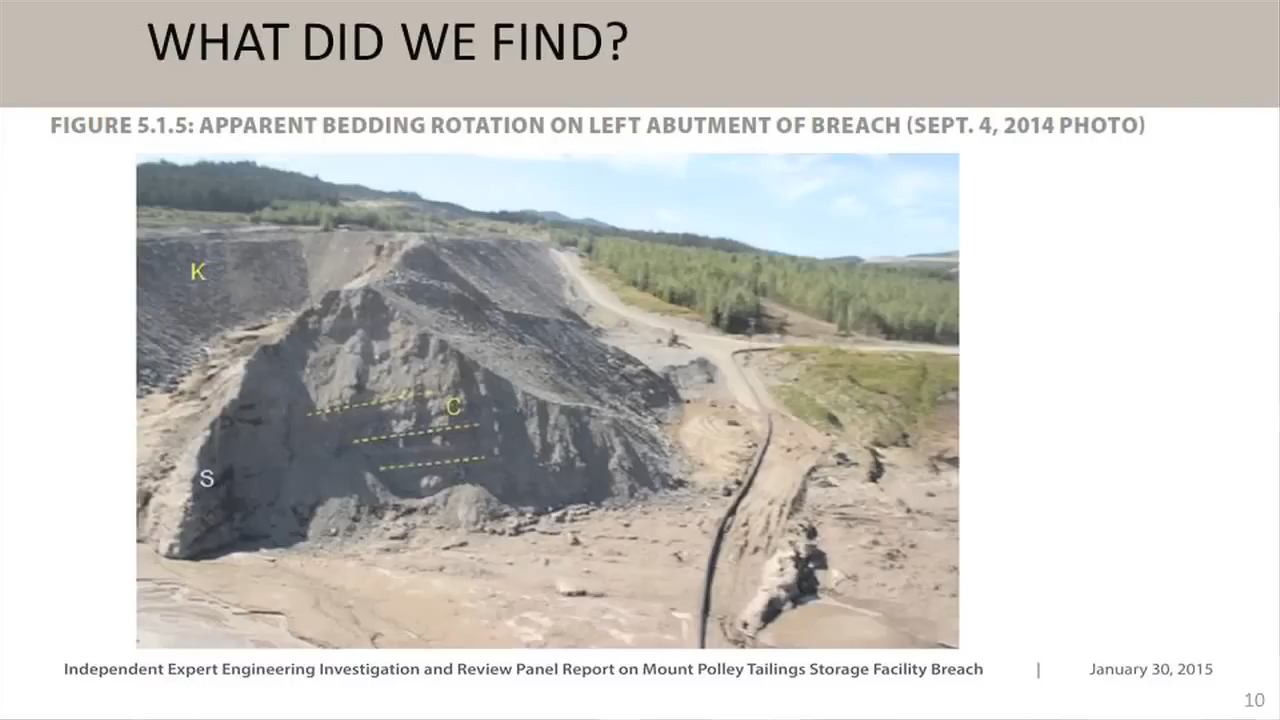 WHAT DID WE FIND?
FIGURE 5.1.5: APPARENT BEDDING ROTATION ON LEFT ABUTMENT OF BREACH (SEPT. 4, 2014 PHOTO)
K
C
S
Independent Expert Engineering Investigation and Review Panel Report on Mount Polley Tailings Storage Facility Breach | January 30, 2015
10